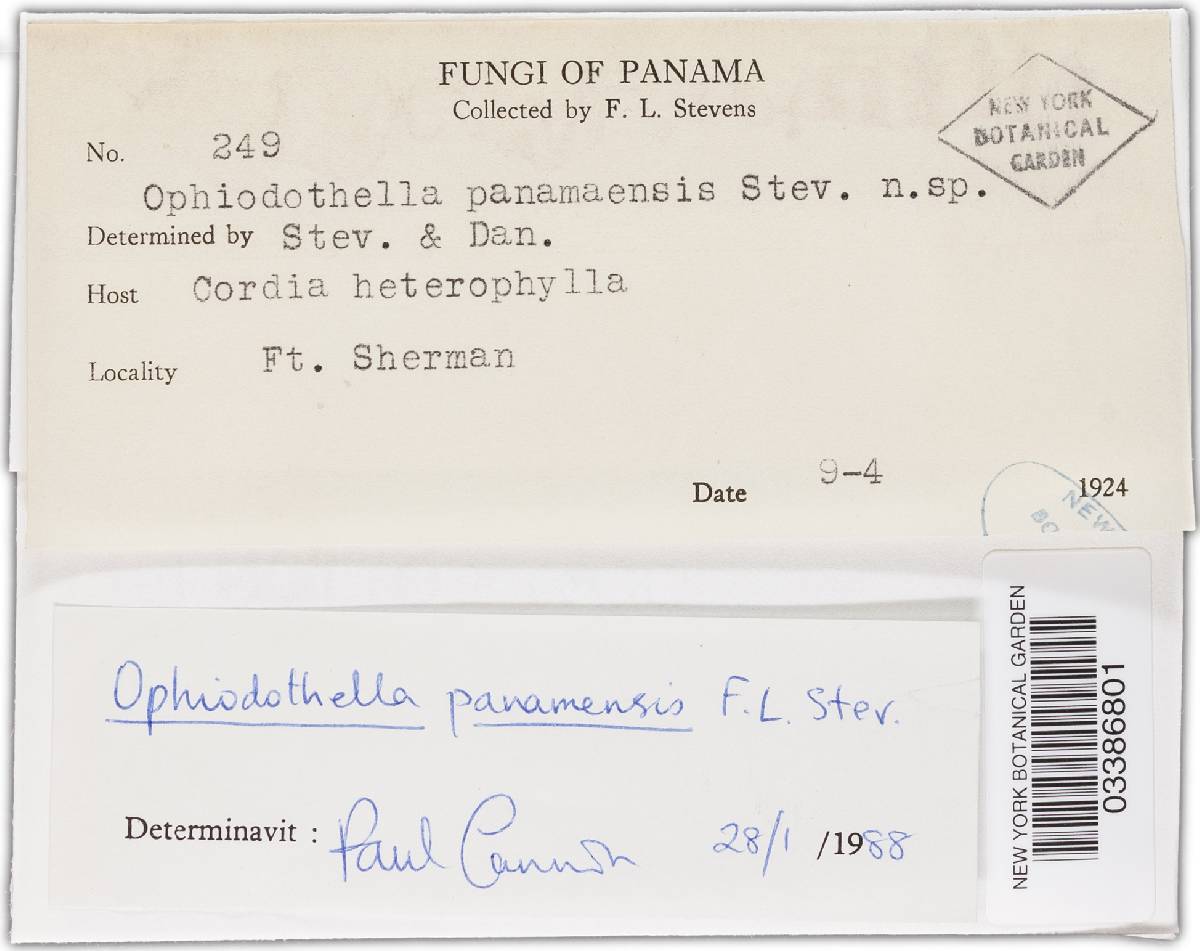 FUNGI OF PANAMA
Collected by F. L. Stevens
NEW YORK
BOTANICAL
GARDEN
No. 249
Ophiodothella panamaensis Stev. n.sp.
Determined by Stev. & Dan.
Host Cordia heterophylla
Locality Ft. Sherman
Date 9-4 1924
NEW
BO
Ophiodothella panamensis F.L. Stev.
Determinavit : Paul Cannon 28/1 /1988
NEW YORK BOTANICAL GARDEN
03386801